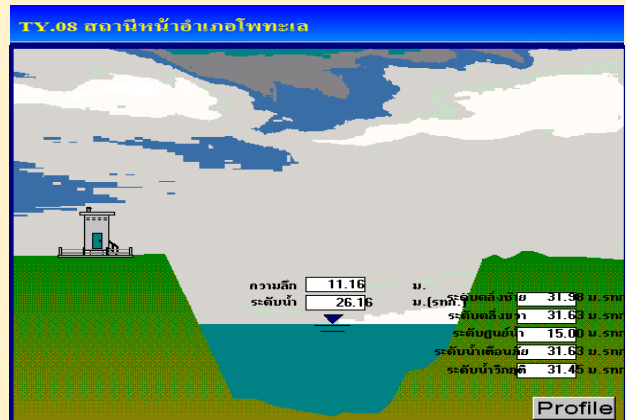 TY.08 สถานีหน้าอำเภอโพทะเล
ความลึก 11.16 ม.
ระดับน้ำ 26.16 ม.(รทก.)
ระดับตลิ่งซ้าย 31.98 ม.รทก
ระดับตลิ่งขวา 31.63 ม.รทก
ระดับศูนย์น้ำ 15.00 ม.รทก
ระดับน้ำเตือนภัย 31.63 ม.รทก
ระดับน้ำวิกฤติ 31.45 ม.รทก
Profile